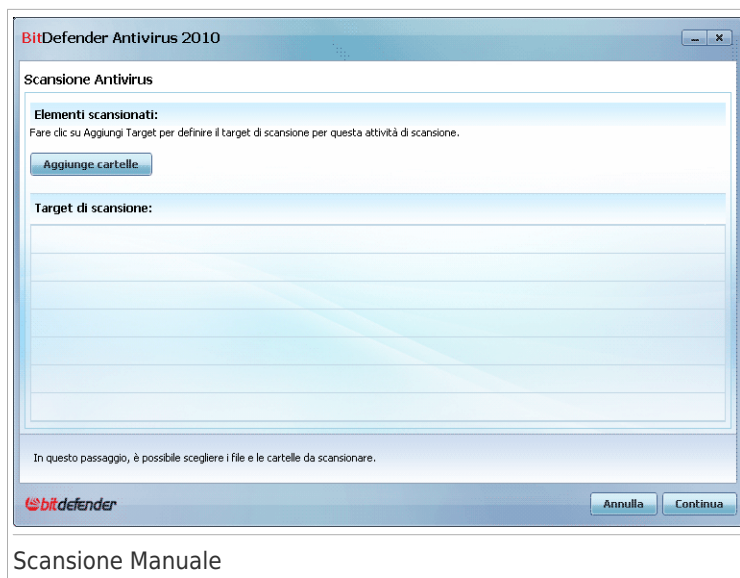 BitDefender Antivirus 2010
Scansione Antivirus
Elementi scansionati:
Fare clic su Aggiungi Target per definire il target di scansione per questa attività di scansione.
Aggiunge cartelle
Target di scansione:
In questo passaggio, è possibile scegliere i file e le cartelle da scansionare.
bitdefender
Annulla Continua
Scansione Manuale